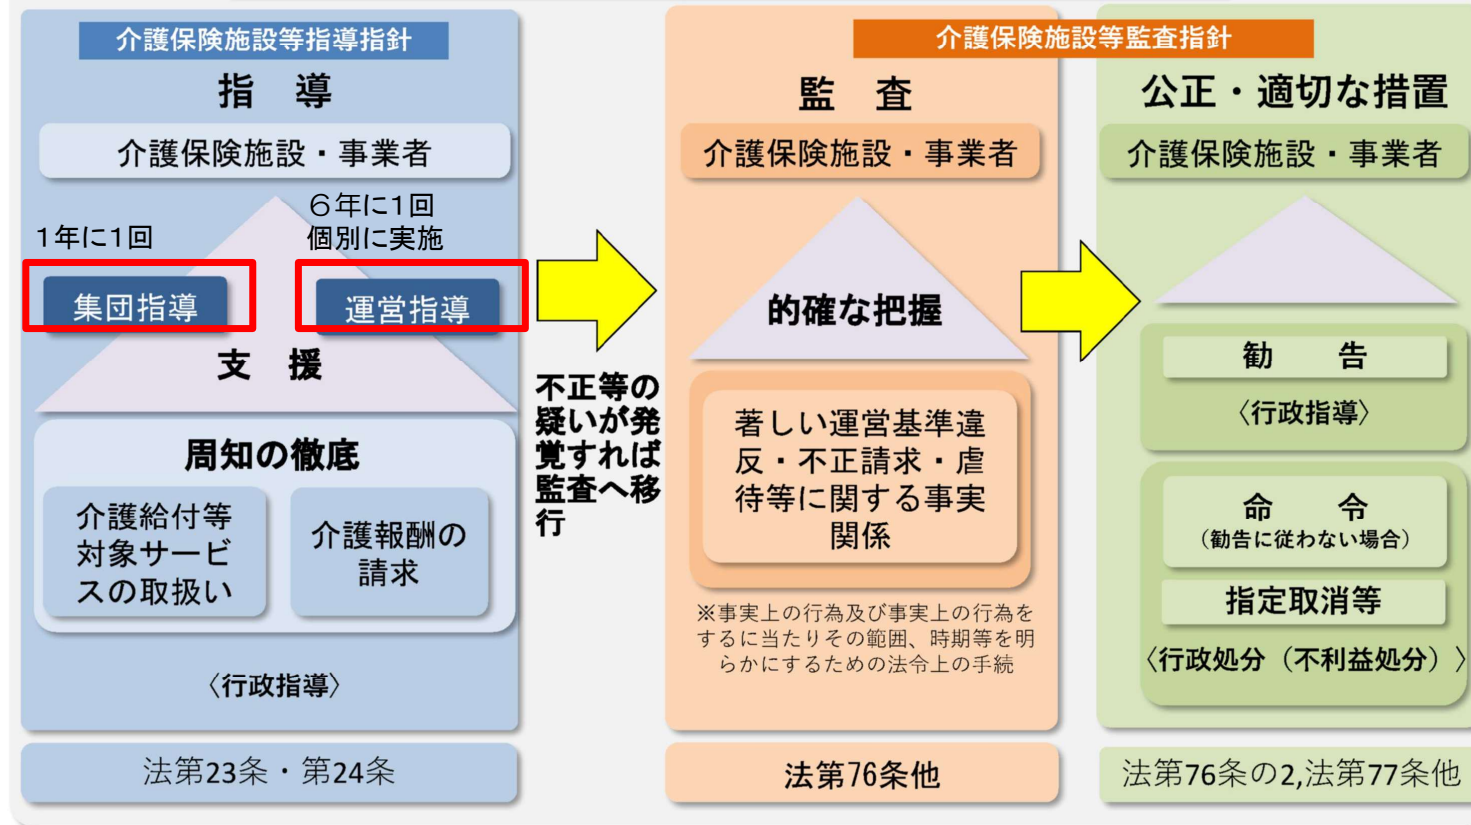 介護保険施設等指導指針
指 導
介護保険施設・事業者
1年に1回
６年に1回
個別に実施
集団指導
運営指導
支 援
周知の徹底
介護給付等
対象サービ
スの取扱い
介護報酬の
請求
〈行政指導〉
法第23条・第24条
不正等の
疑いが発
覚すれば
監査へ移
行
介護保険施設等監査指針
監 査
介護保険施設・事業者
的確な把握
著しい運営基準違
反・不正請求・虐
待等に関する事実
関係
※事実上の行為及び事実上の行為を
するに当たりその範囲、時期等を明
らかにするための法令上の手続
法第76条他
公正・適切な措置
介護保険施設・事業者
勧 告
〈行政指導〉
命 令
（勧告に従わない場合）
指定取消等
〈行政処分（不利益処分）〉
法第76条の2,法第77条他